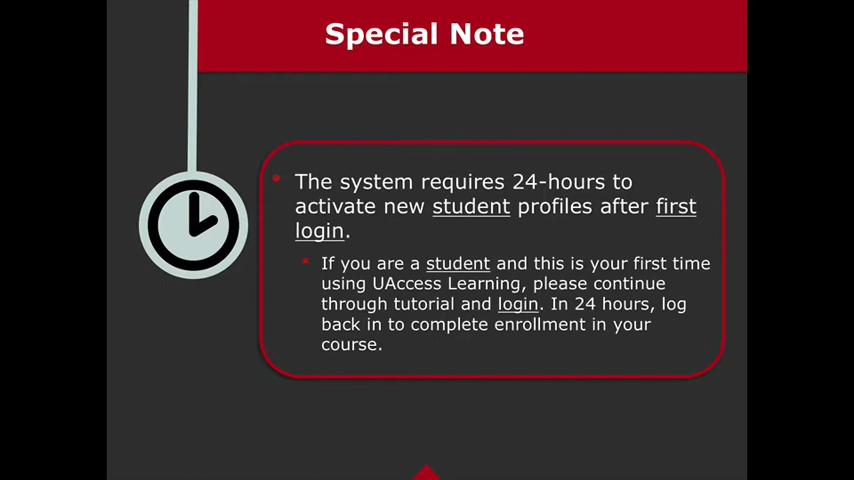 Special Note
• The system requires 24-hours to
activate new student profiles after first
login.
▪ If you are a student and this is your first time
using UAccess Learning, please continue
through tutorial and login. In 24 hours, log
back in to complete enrollment in your
course.